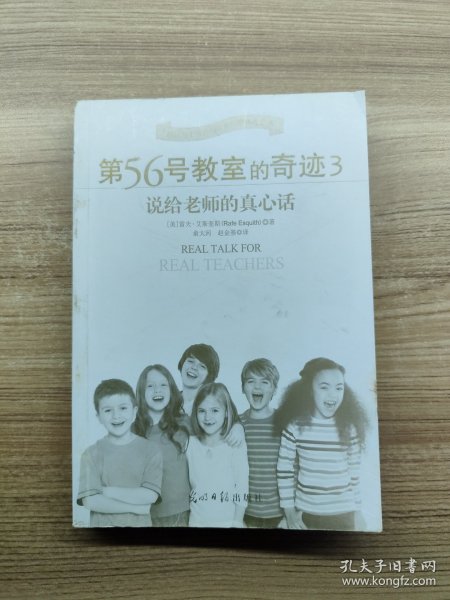 第56号教室的奇迹3
说给老师的真心话
[美]雷夫·艾斯奎斯(Rafe Esquith)◎著
REAL TALK FOR
REAL TEACHERS
光明日报出版社
孔夫子旧书网
www.kongfz.com